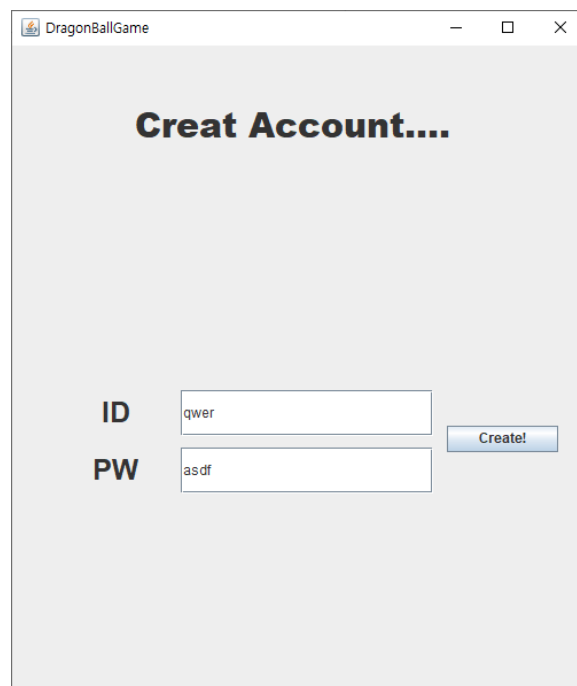 DragonBallGame
Creat Account....
ID
qwer
Create!
PW
asdf